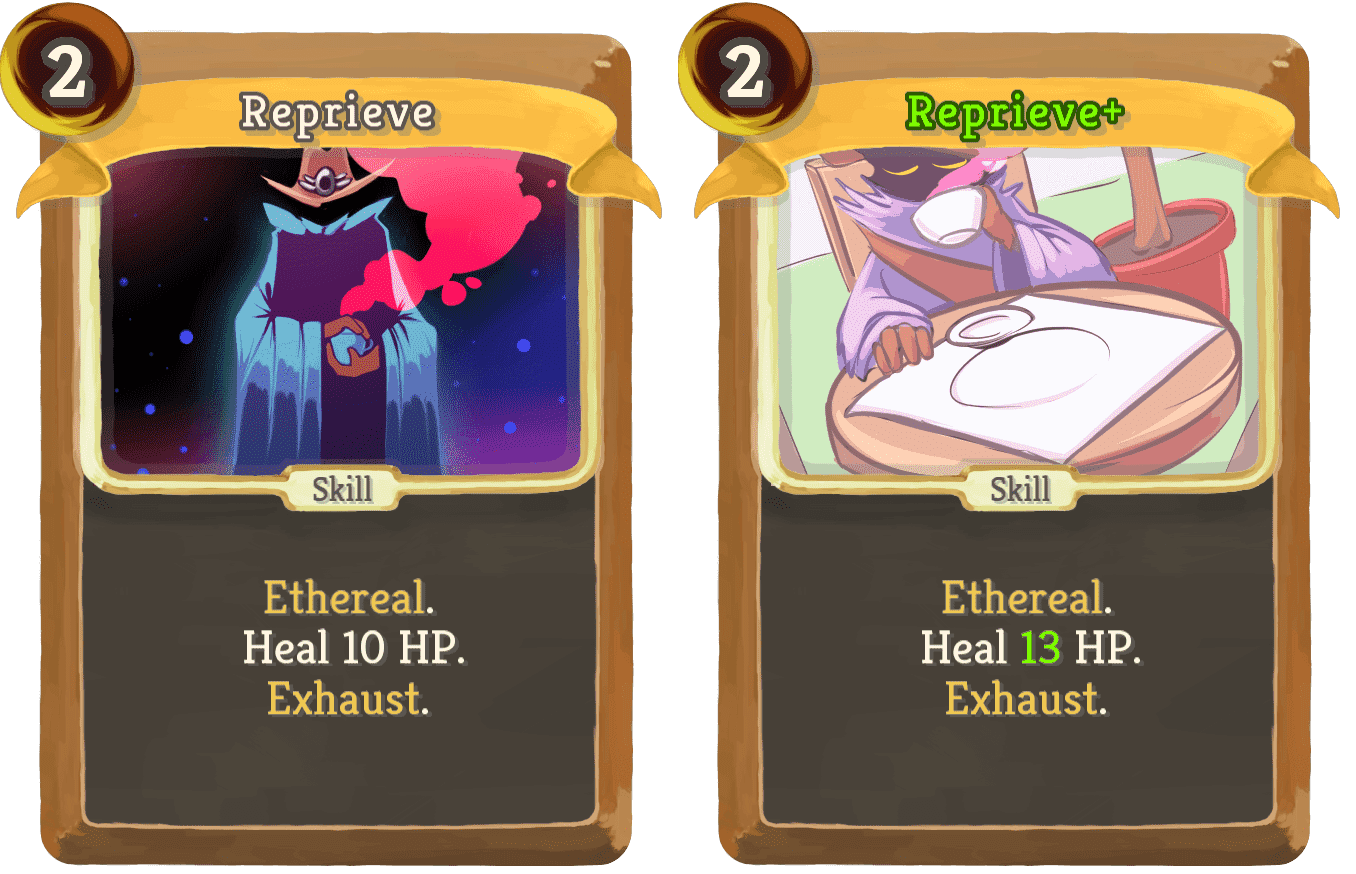 2
Reprieve
Skill
Ethereal.
Heal 10 HP.
Exhaust.
2
Reprieve+
Skill
Ethereal.
Heal 13 HP.
Exhaust.